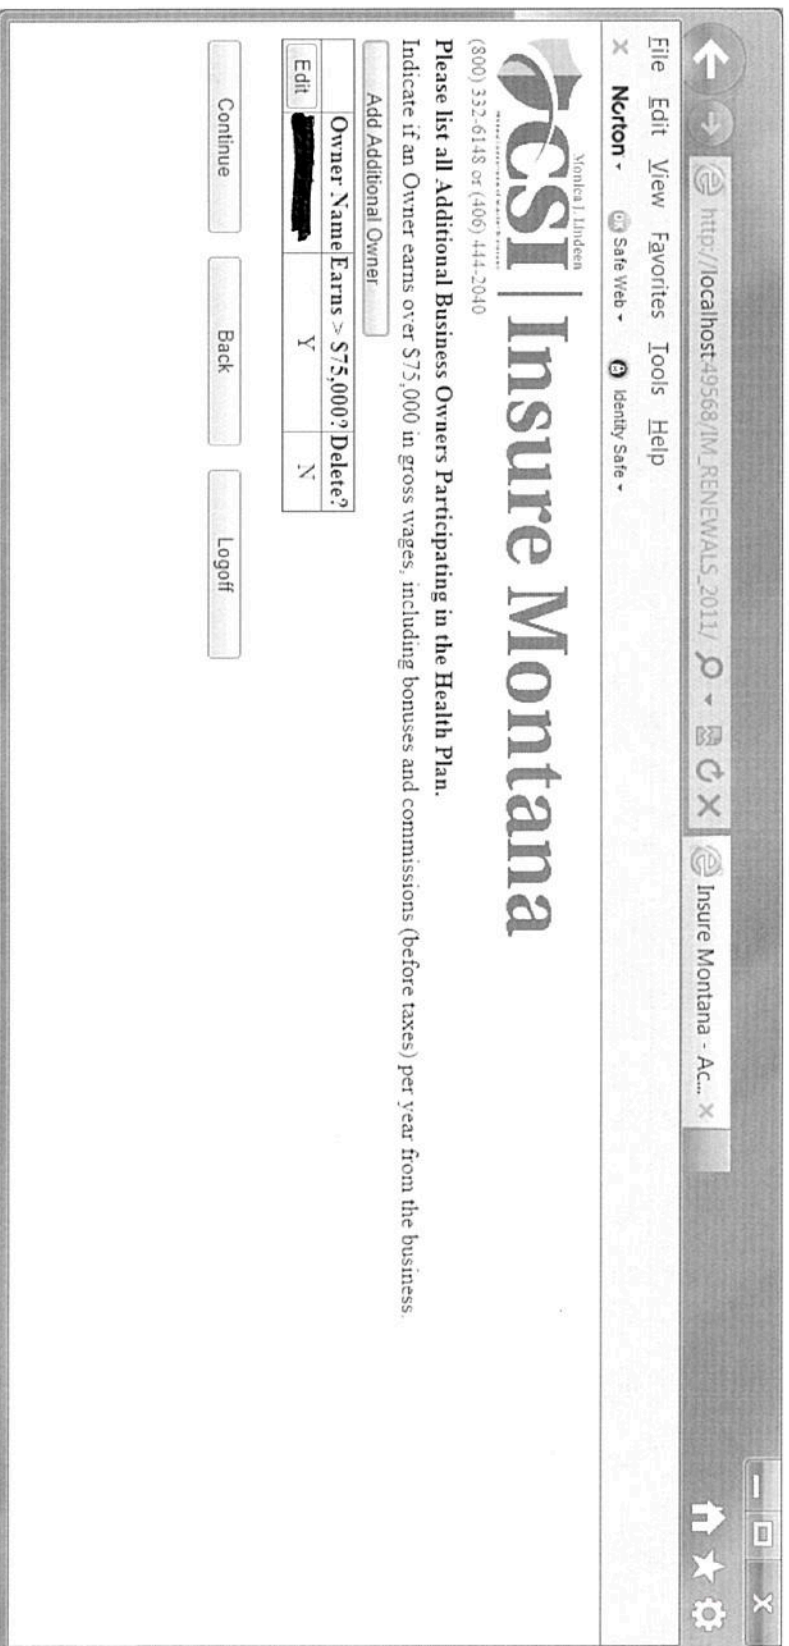 http://localhost:49568/IM_RENEWALS_2011/
Insure Montana - Ac...
File Edit View Favorites Tools Help
Norton
Safe Web
Identity Safe
Monica J. Lindeen
CSI | Insure Montana
(800) 332-6148 or (406) 444-2040
Please list all Additional Business Owners Participating in the Health Plan.
Indicate if an Owner earns over $75,000 in gross wages, including bonuses and commissions (before taxes) per year from the business.
Add Additional Owner
Owner Name Earns > $75,000? Delete?
Edit Y N
Continue Back Logoff